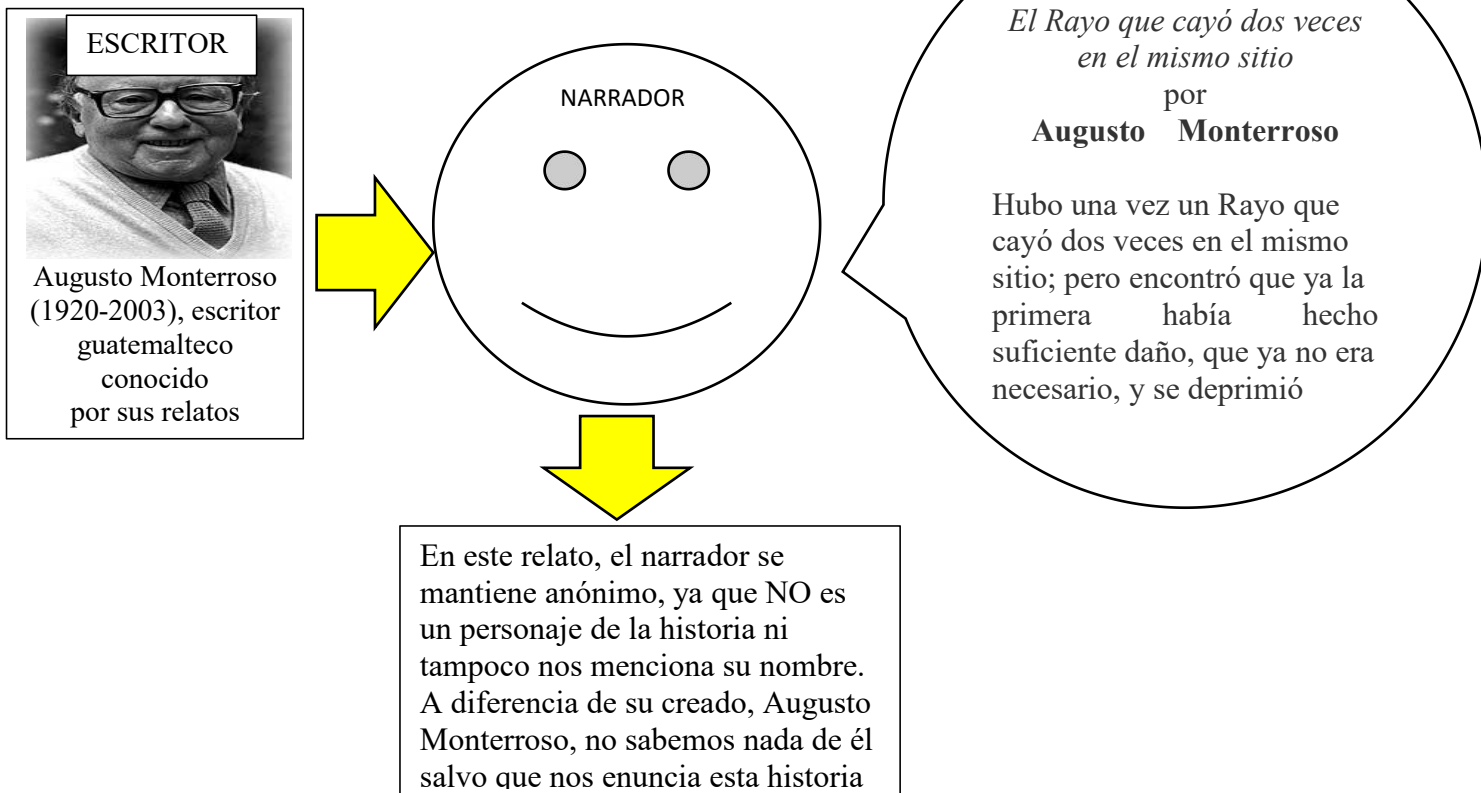 ESCRITOR
Augusto Monterroso
(1920-2003), escritor
guatemalteco
conocido
por sus relatos
NARRADOR
El Rayo que cayó dos veces
en el mismo sitio
por
Augusto Monterroso
Hubo una vez un Rayo que
cayó dos veces en el mismo
sitio; pero encontró que ya la
primera había hecho
suficiente daño, que ya no era
necesario, y se deprimió
En este relato, el narrador se
mantiene anónimo, ya que NO es
un personaje de la historia ni
tampoco nos menciona su nombre.
A diferencia de su creado, Augusto
Monterroso, no sabemos nada de él
salvo que nos enuncia esta historia